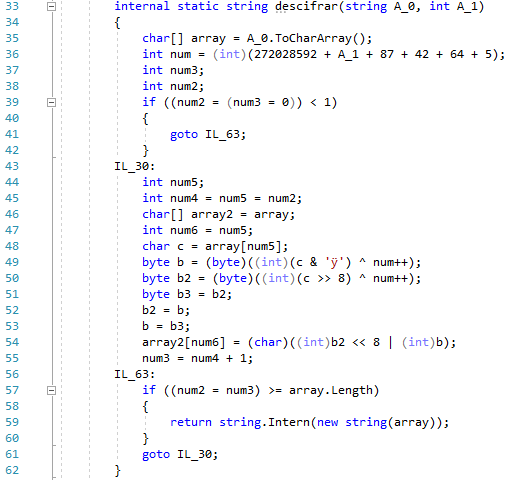 33 internal static string descifrar(string A_0, int A_1)
34 {
35 char[] array = A_0.ToCharArray();
36 int num = (int)(272028592 + A_1 + 87 + 42 + 64 + 5);
37 int num3;
38 int num2;
39 if ((num2 = (num3 = 0)) < 1)
40 {
41 goto IL_63;
42 }
43 IL_30:
44 int num5;
45 int num4 = num5 = num2;
46 char[] array2 = array;
47 int num6 = num5;
48 char c = array[num5];
49 byte b = (byte)((int)(c & 'ÿ') ^ num++);
50 byte b2 = (byte)((int)(c >> 8) ^ num++);
51 byte b3 = b2;
52 b2 = b;
53 b = b3;
54 array2[num6] = (char)((int)b2 << 8 | (int)b);
55 num3 = num4 + 1;
56 IL_63:
57 if ((num2 = num3) >= array.Length)
58 {
59 return string.Intern(new string(array));
60 }
61 goto IL_30;
62 }